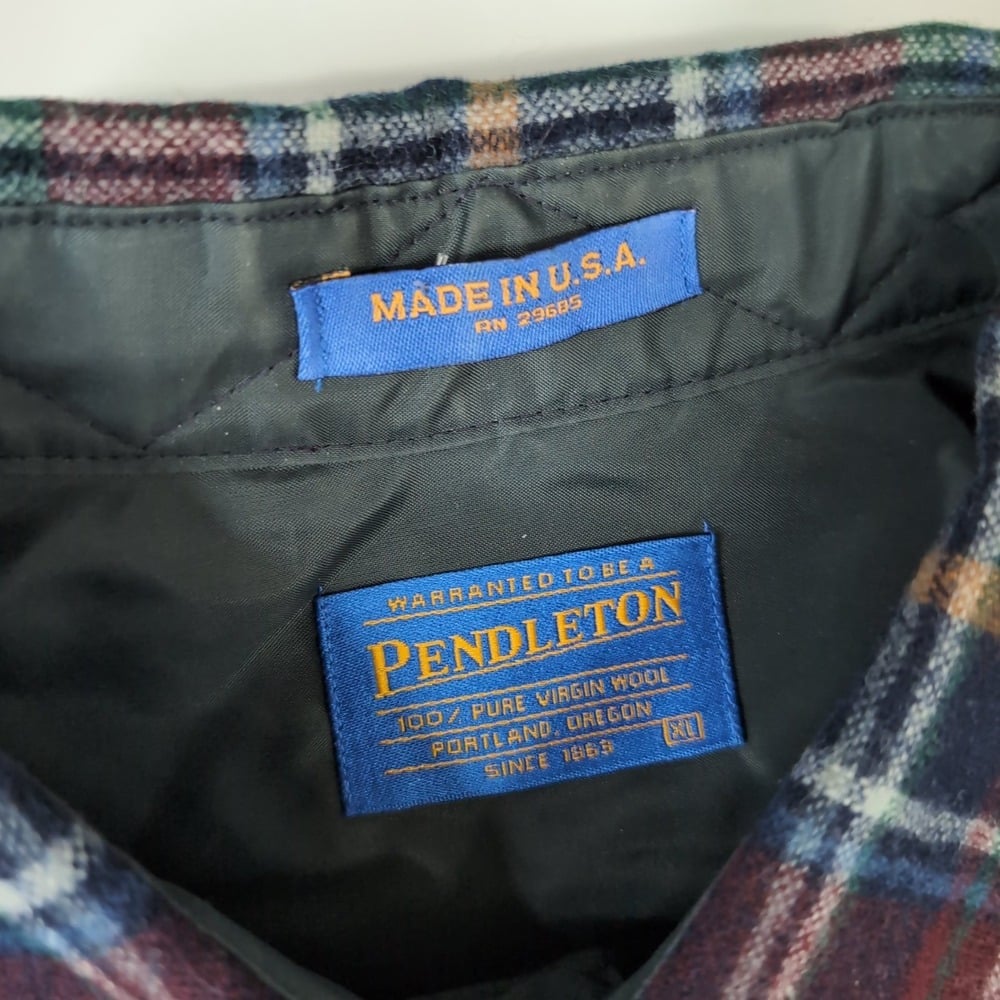 MADE IN U.S.A.
RN 29685
WARRANTED TO BE A
PENDLETON
100% PURE VIRGIN WOOL
PORTLAND, OREGON
XL
SINCE 1863